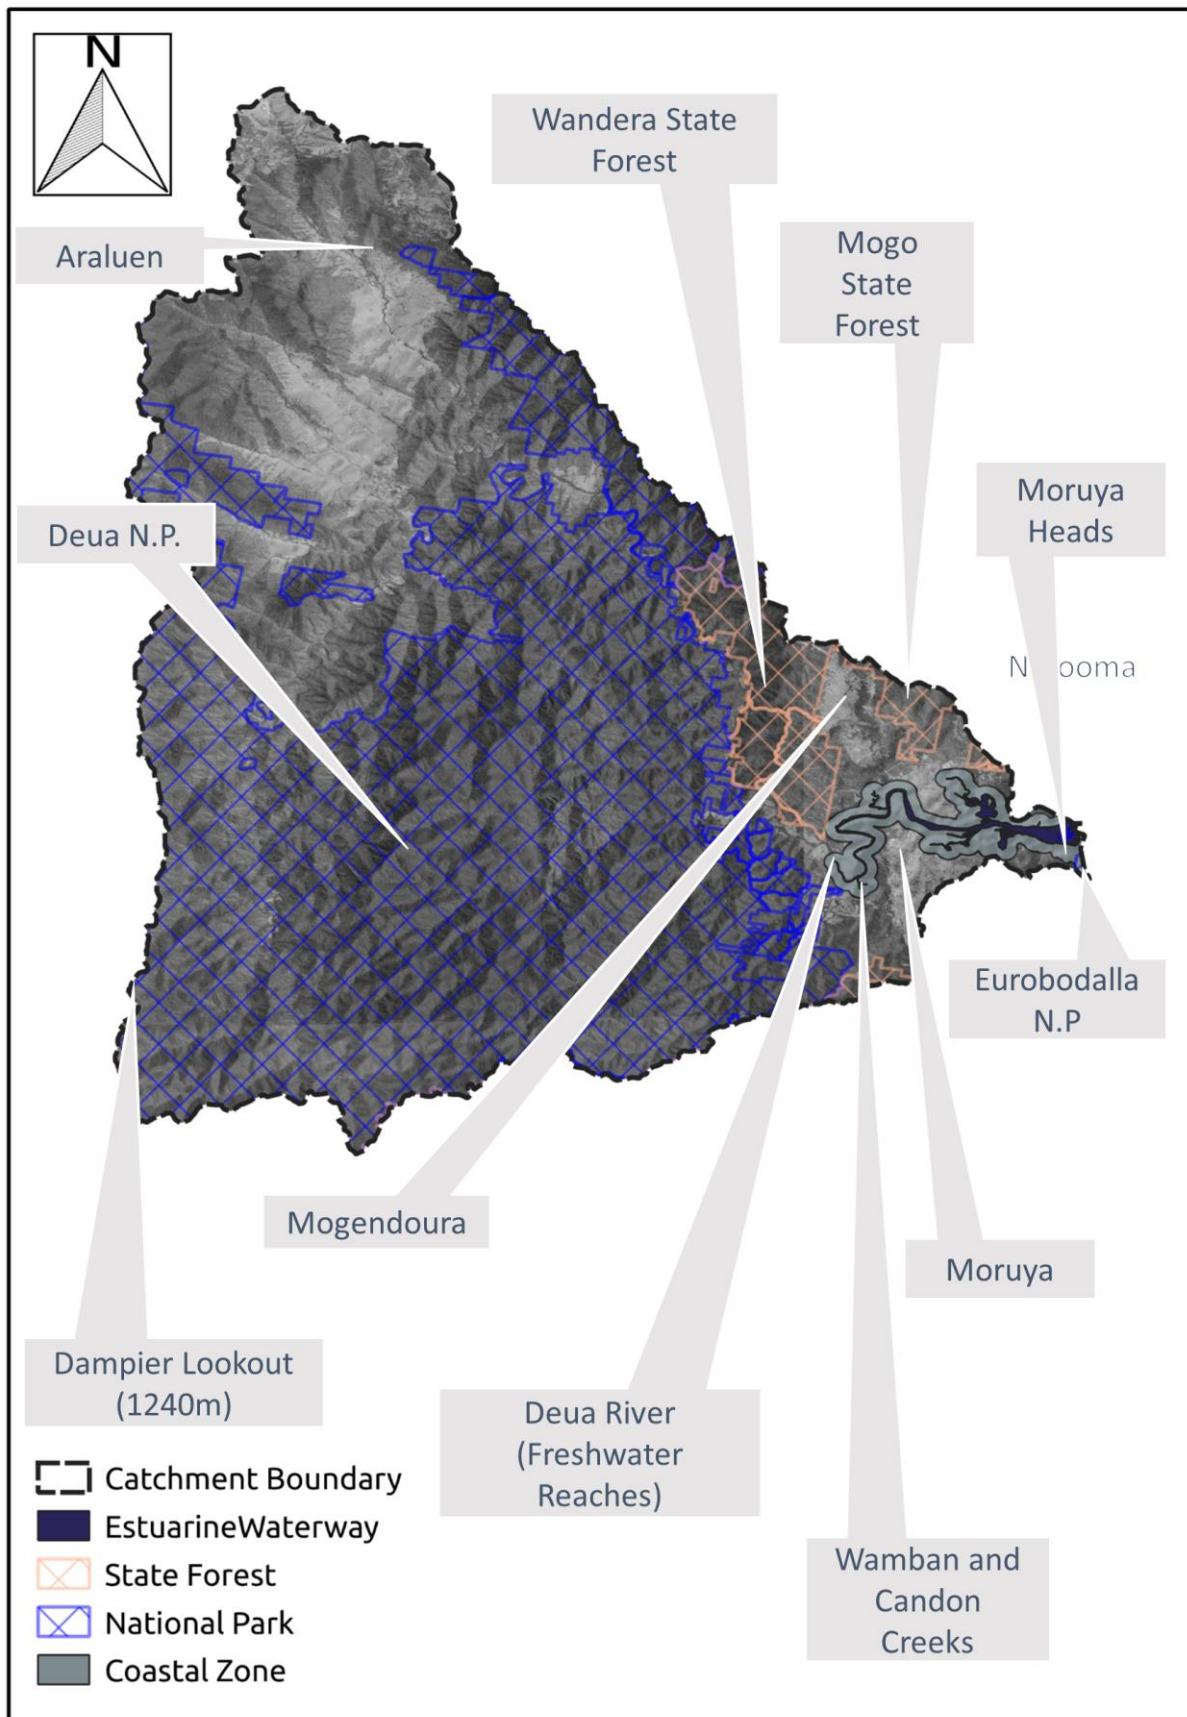 N
Wandera State
Forest
Mogo
State
Forest
Araluen
Moruya
Heads
Deua N.P.
N ooma
Eurobodalla
N.P
Mogendoura
Moruya
Dampier Lookout
(1240m)
Deua River
(Freshwater
Reaches)
Wamban and
Candon
Creeks
Catchment Boundary
EstuarineWaterway
State Forest
National Park
Coastal Zone